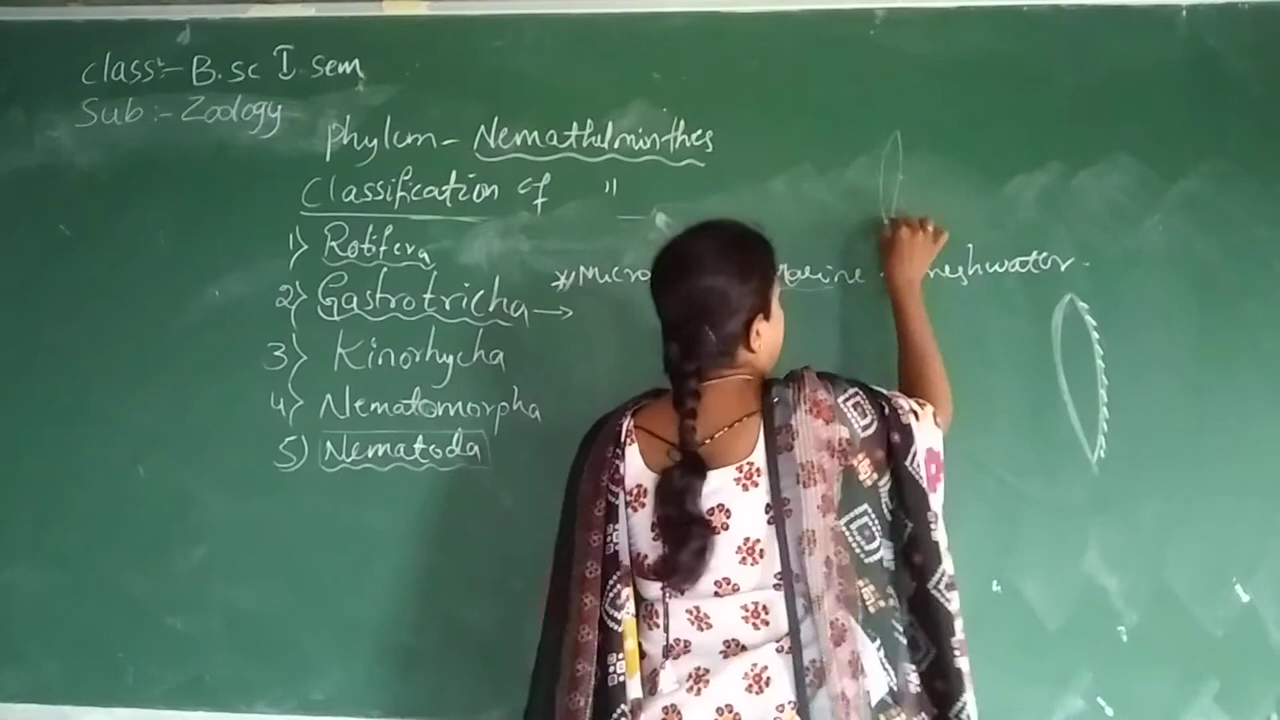 Class:- B.sc I sem
Sub:- Zoology
phylum - Nemathelminthes
Classification of "
1) Rotifera
2) Gastrotricha →
* Micro
3) Kinorhycha
4) Nematomorpha
5) Nematoda